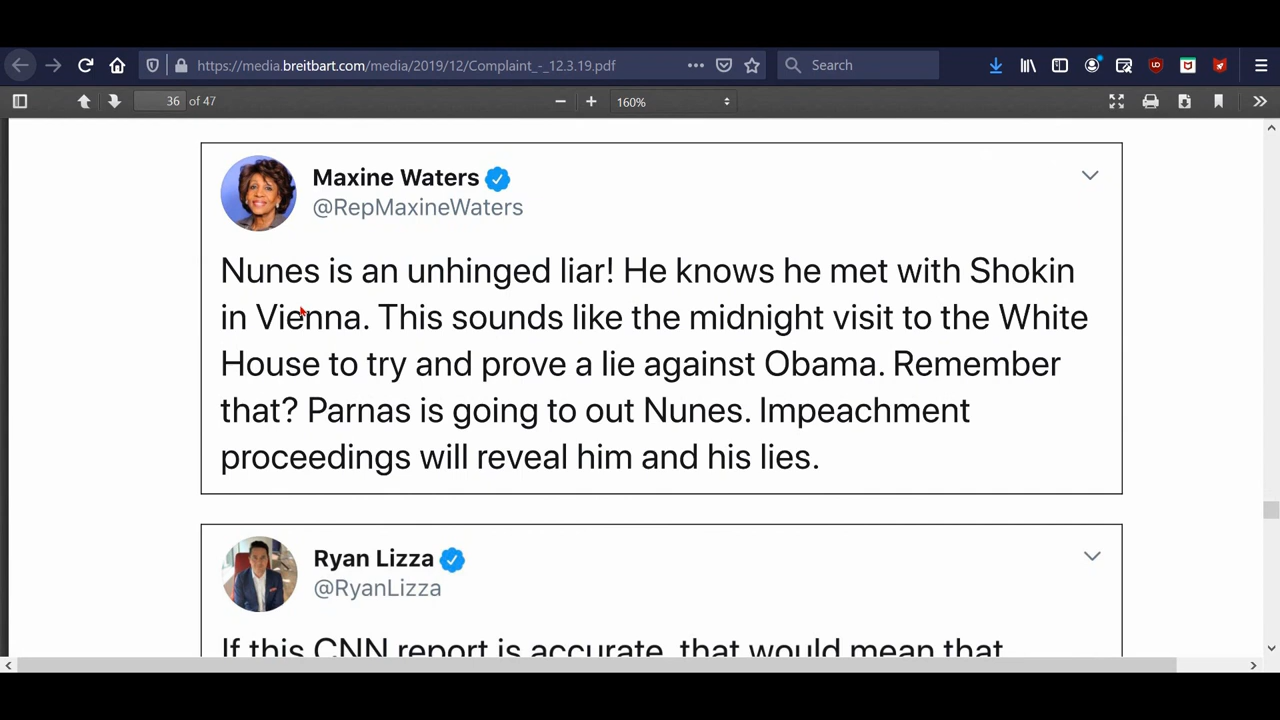 https://media.breitbart.com/media/2019/12/Complaint_-_12.3.19.pdf
Search
36 of 47
160%
Maxine Waters
@RepMaxineWaters
Nunes is an unhinged liar! He knows he met with Shokin
in Vienna. This sounds like the midnight visit to the White
House to try and prove a lie against Obama. Remember
that? Parnas is going to out Nunes. Impeachment
proceedings will reveal him and his lies.
Ryan Lizza
@RyanLizza
If this CNN report is accurate, that would mean that